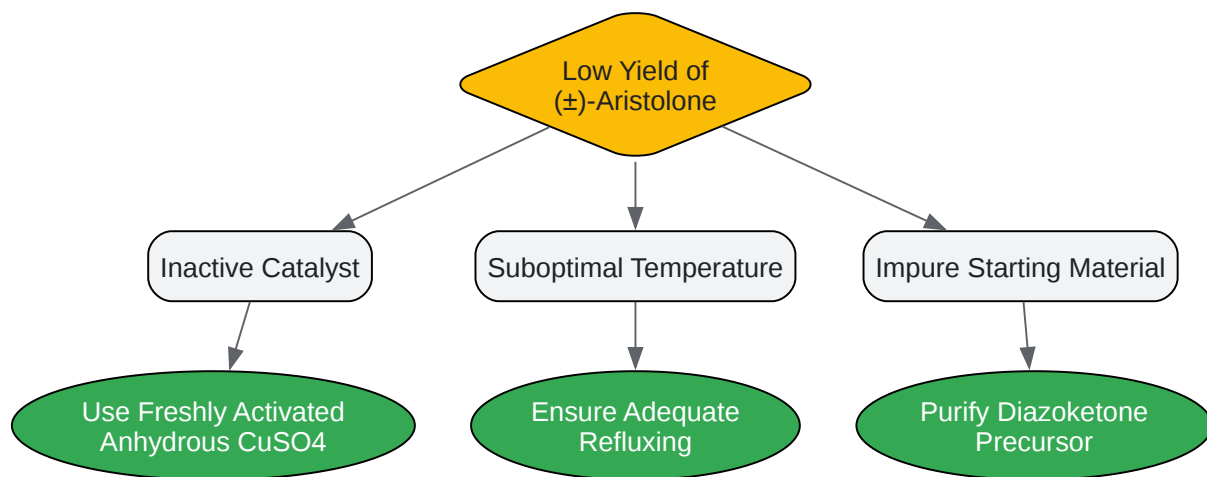 Low Yield of
(±)-Aristolone
Inactive Catalyst
Suboptimal Temperature
Impure Starting Material
Use Freshly Activated
Anhydrous CuSO4
Ensure Adequate
Refluxing
Purify Diazoketone
Precursor